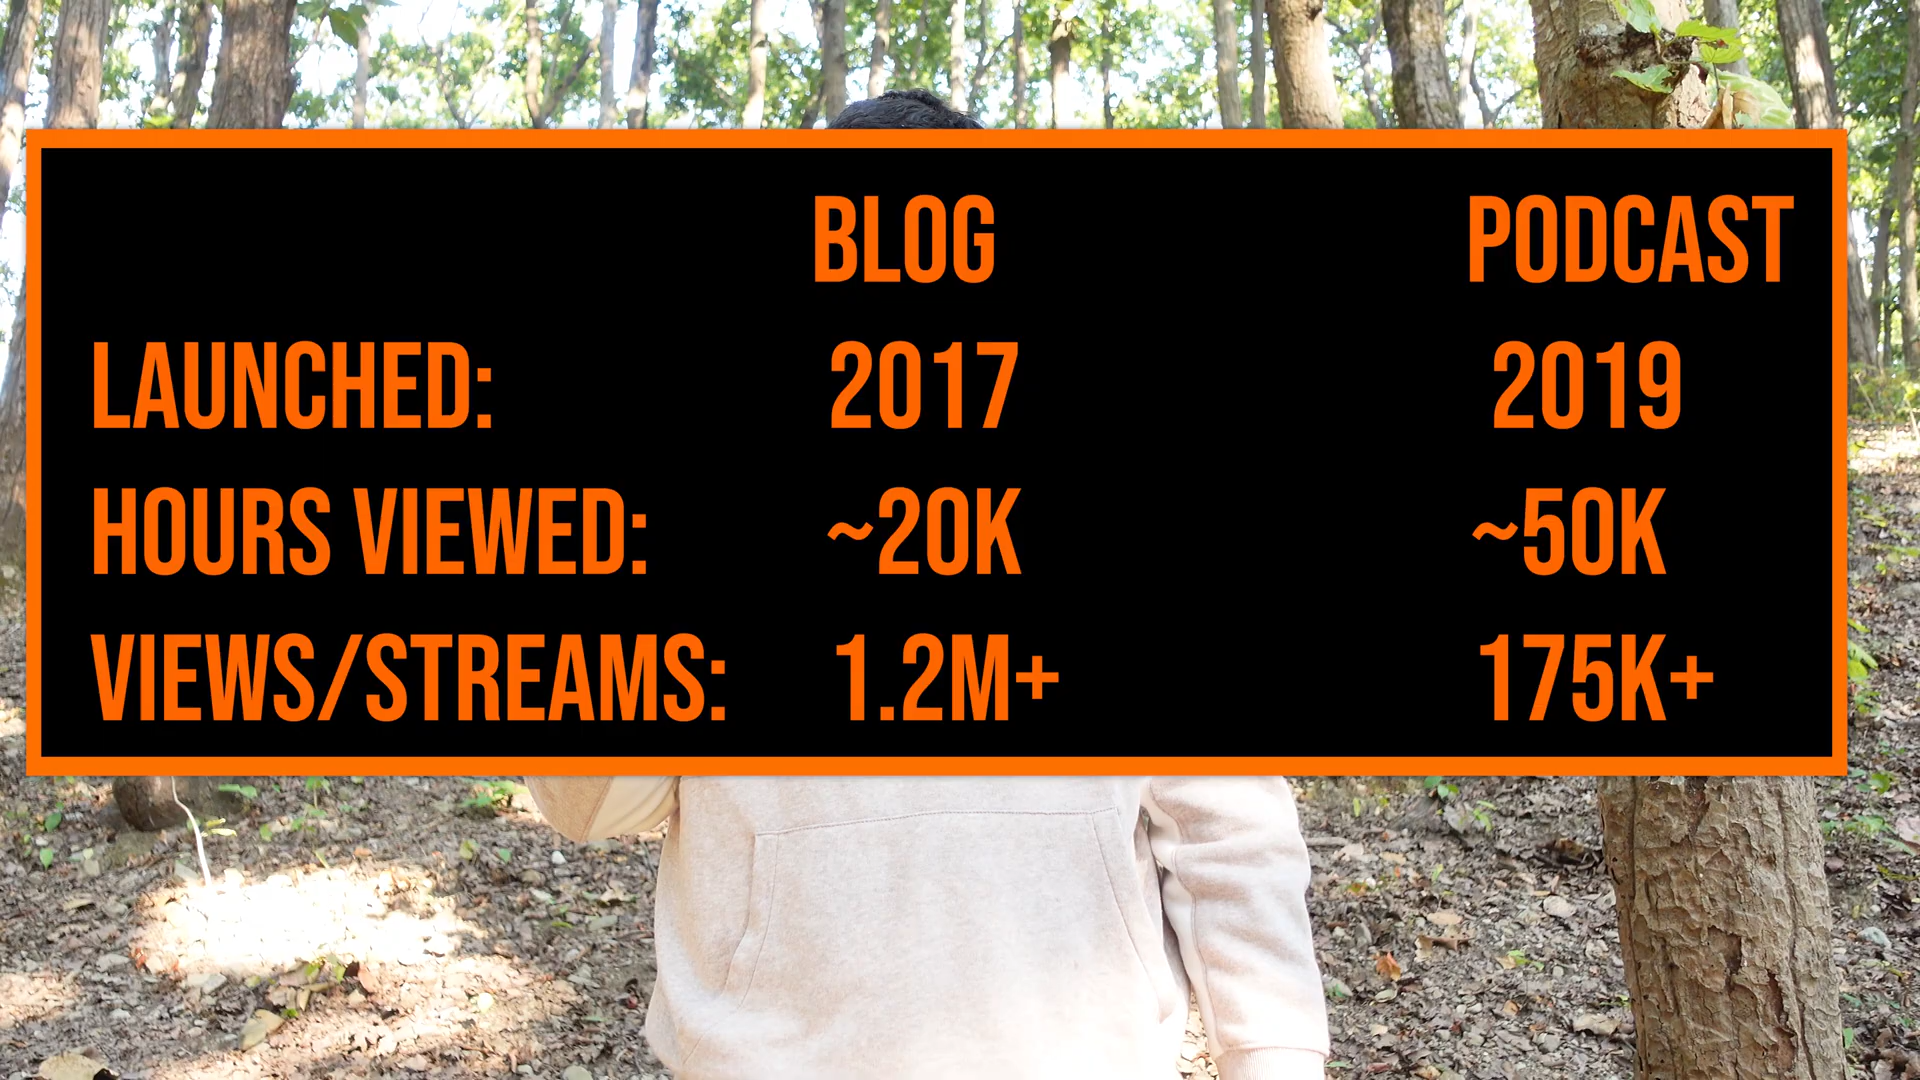 BLOG PODCAST
LAUNCHED: 2017 2019
HOURS VIEWED: ~20K ~50K
VIEWS/STREAMS: 1.2M+ 175K+